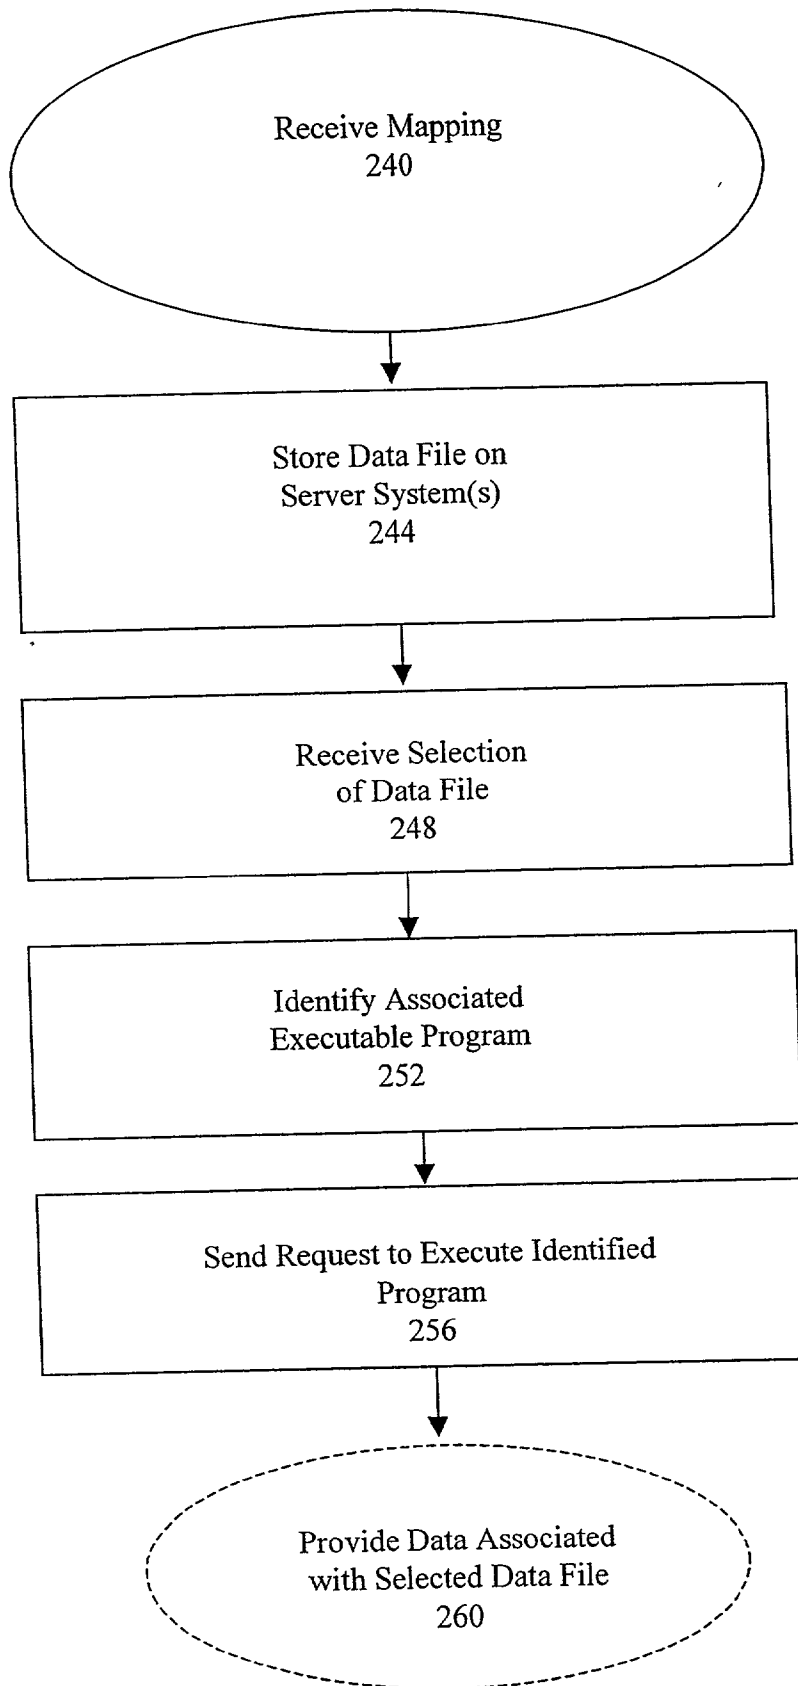 Receive Mapping
240
Store Data File on
Server System(s)
244
Receive Selection
of Data File
248
Identify Associated
Executable Program
252
Send Request to Execute Identified
Program
256
Provide Data Associated
with Selected Data File
260